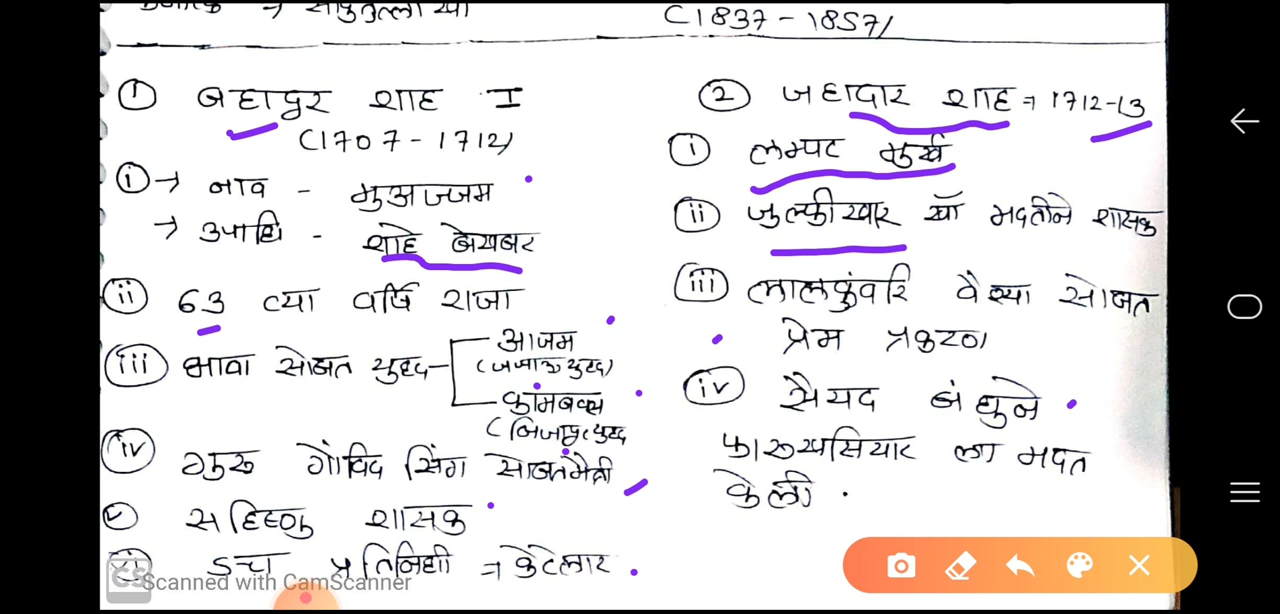 (1837 - 1857)
① बहादूर शाह I
(1707 - 1712)
ⅰ → नाव - मुअज्जम
→ उपाधि - शाहे बेखबर
ⅱ 63 व्या वर्षि राजा
ⅲ भावा सोबत युद्ध - आजम
(जजाऊ युद्ध)
कामबक्ष
(बिजापूर युद्ध
ⅳ गुरु गोविंद सिंग सोबत मैत्री
ⅴ सहिष्णु शासक
ⅵ डच प्रतिनिधी = केटेलार
② जहादार शाह = 1712-13
ⅰ लम्पट मुर्ख
ⅱ जुल्फीखार खाँ मदतीने शासक
ⅲ लालकुंवरि वेश्या सोबत
प्रेम प्रकरण
ⅳ सैयद बंधुने
फारुखसियार ला मदत
केली .
CS Scanned with CamScanner